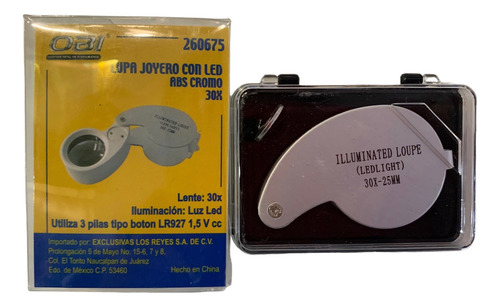 OBI
260675
LUPA JOYERO CON LED
ABS CROMO
30X
Lente: 30x
Iluminación: Luz Led
Utiliza 3 pilas tipo boton LR927 1,5 V cc
Importado por: EXCLUSIVAS LOS REYES S.A. DE C.V.
Prolongación 5 de Mayo No. 15-6, 7 y 8,
Col. El Torito Naucalpan de Juárez
Edo. de México C.P. 53460
Hecho en China
ILLUMINATED LOUPE
(LEDLIGHT)
30X-25MM